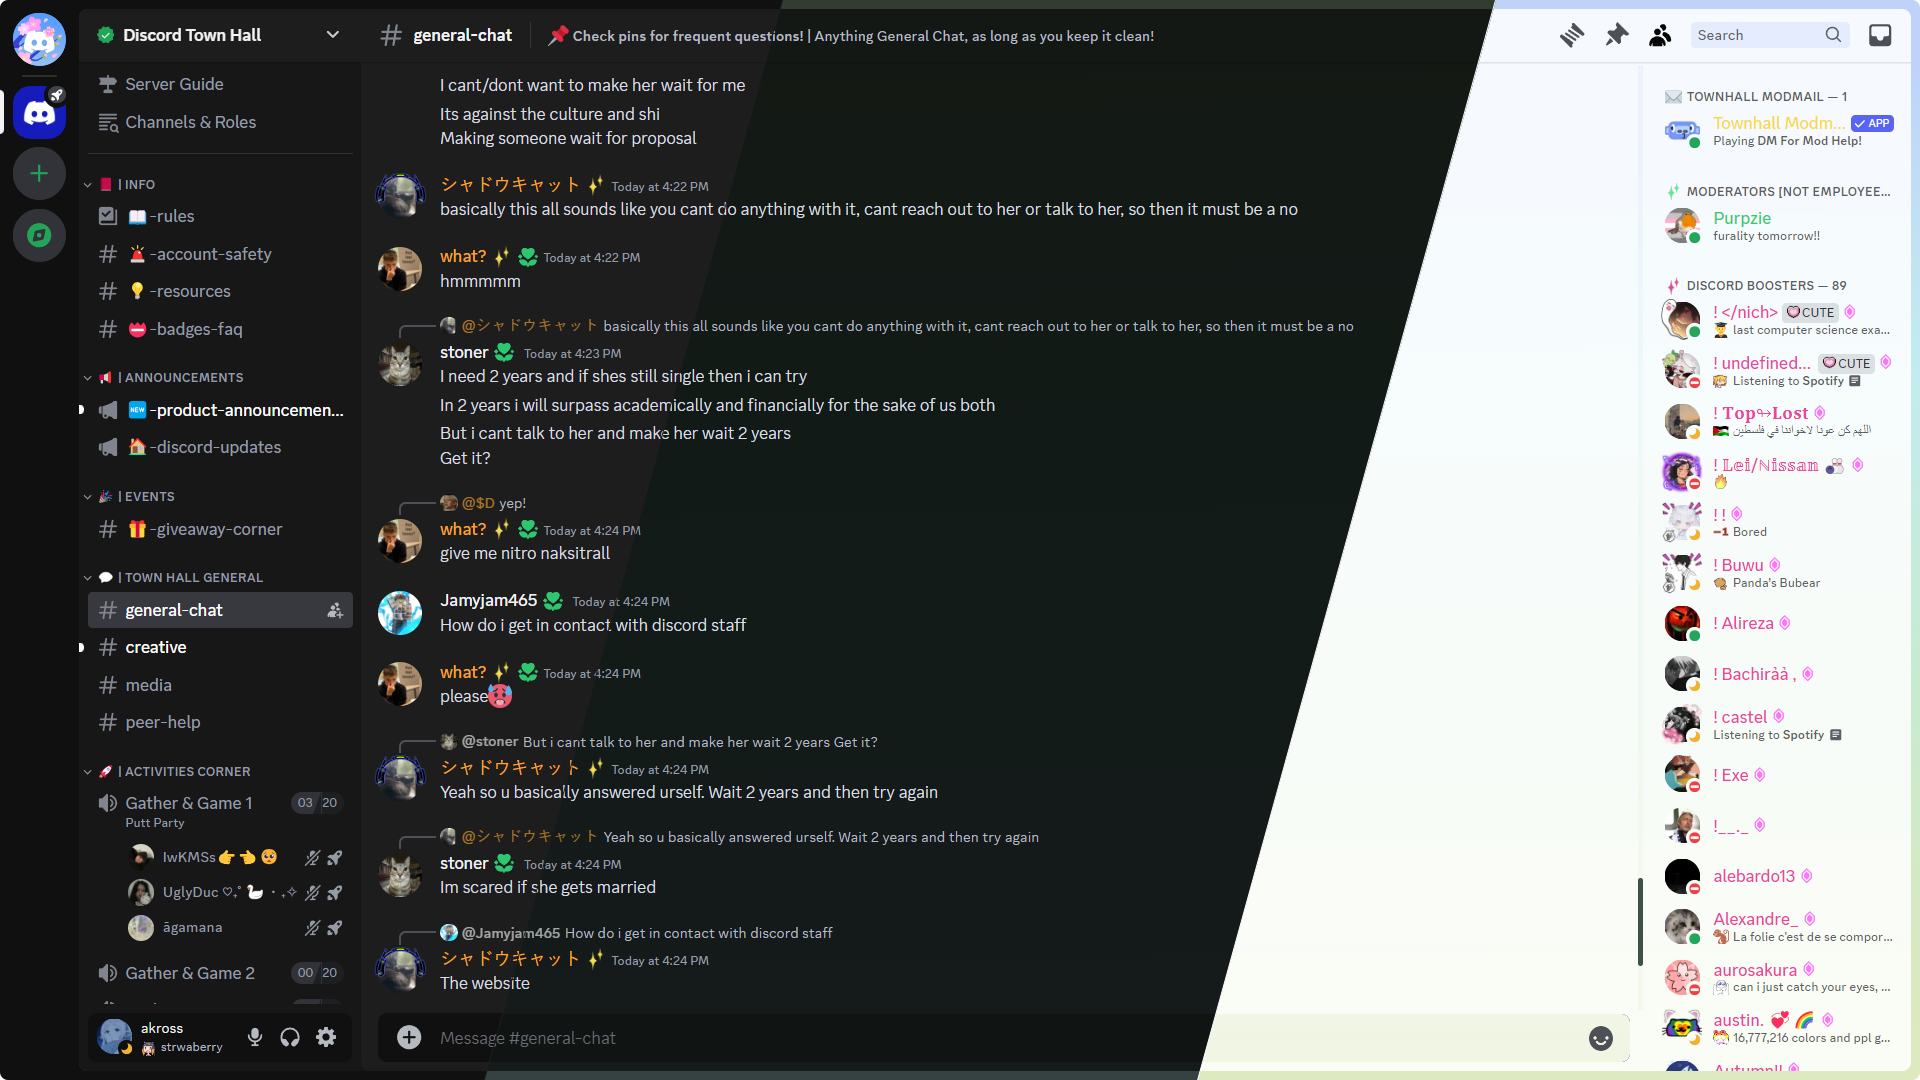 Discord Town Hall
Server Guide
Channels & Roles
| INFO
-rules
-account-safety
-resources
-badges-faq
| ANNOUNCEMENTS
NEW -product-announcemen...
-discord-updates
| EVENTS
-giveaway-corner
| TOWN HALL GENERAL
general-chat
creative
media
peer-help
| ACTIVITIES CORNER
Gather & Game 1 03 20
Putt Party
IwKMSs👉👈🥺
UglyDuc ♡
āgamana
Gather & Game 2 00 20
akross
strwaberry
general-chat
📌 Check pins for frequent questions! | Anything General Chat, as long as you keep it clean!
Search
I cant/dont want to make her wait for me
Its against the culture and shi
Making someone wait for proposal
シャドウキャット Today at 4:22 PM
basically this all sounds like you cant do anything with it, cant reach out to her or talk to her, so then it must be a no
what? Today at 4:22 PM
hmmmmm
@シャドウキャット basically this all sounds like you cant do anything with it, cant reach out to her or talk to her, so then it must be a no
stoner Today at 4:23 PM
I need 2 years and if shes still single then i can try
In 2 years i will surpass academically and financially for the sake of us both
But i cant talk to her and make her wait 2 years
Get it?
@$D yep!
what? Today at 4:24 PM
give me nitro naksitrall
Jamyjam465 Today at 4:24 PM
How do i get in contact with discord staff
what? Today at 4:24 PM
please🥵
@stoner But i cant talk to her and make her wait 2 years Get it?
シャドウキャット Today at 4:24 PM
Yeah so u basically answered urself. Wait 2 years and then try again
@シャドウキャット Yeah so u basically answered urself. Wait 2 years and then try again
stoner Today at 4:24 PM
Im scared if she gets married
@Jamyjam465 How do i get in contact with discord staff
シャドウキャット Today at 4:24 PM
The website
Message #general-chat
TOWNHALL MODMAIL — 1
Townhall Modm... APP
Playing DM For Mod Help!
MODERATORS [NOT EMPLOYEE...
Purpzie
furality tomorrow!!
DISCORD BOOSTERS — 89
! </nich> CUTE
last computer science exa...
! undefined... CUTE
Listening to Spotify
! 𝐓𝐨𝐩↬𝐋𝐨𝐬𝐭
اللهم كن عونا لاخواننا في فلسطين
! 𝕃𝕖𝕚/ℕ𝕚𝕤𝕤𝕒𝕟
! !
Bored
! Buwu
Panda's Bubear
! Alireza
! Bachiràà ,
! castel
Listening to Spotify
! Exe
!__._
alebardo13
Alexandre_
La folie c'est de se compor...
aurosakura
can i just catch your eyes, ...
austin. 💞 🌈
16,777,216 colors and ppl g...
Autumn!!